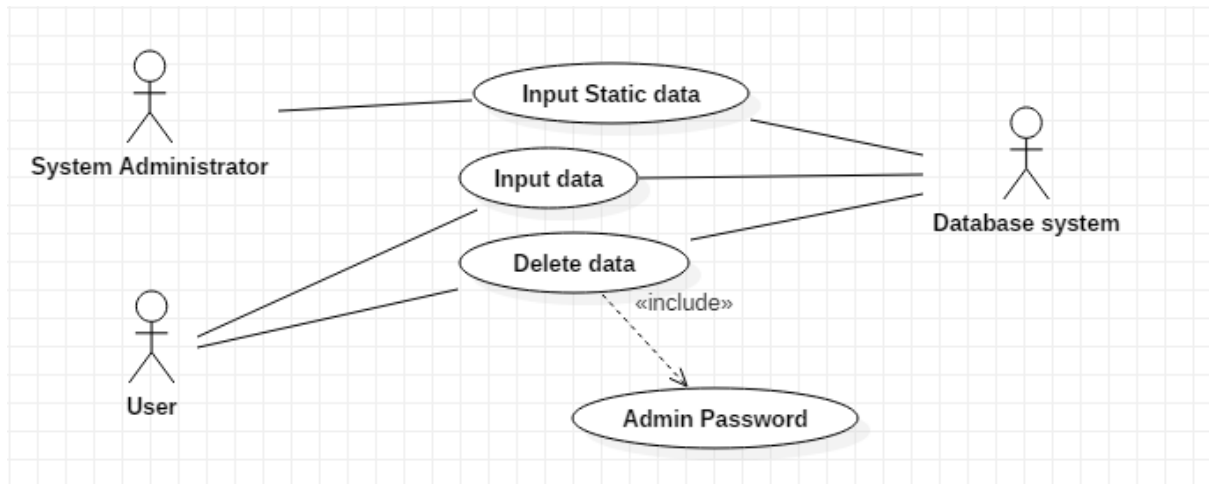 Input Static data
System Administrator
Input data
Database system
Delete data
«include»
User
Admin Password